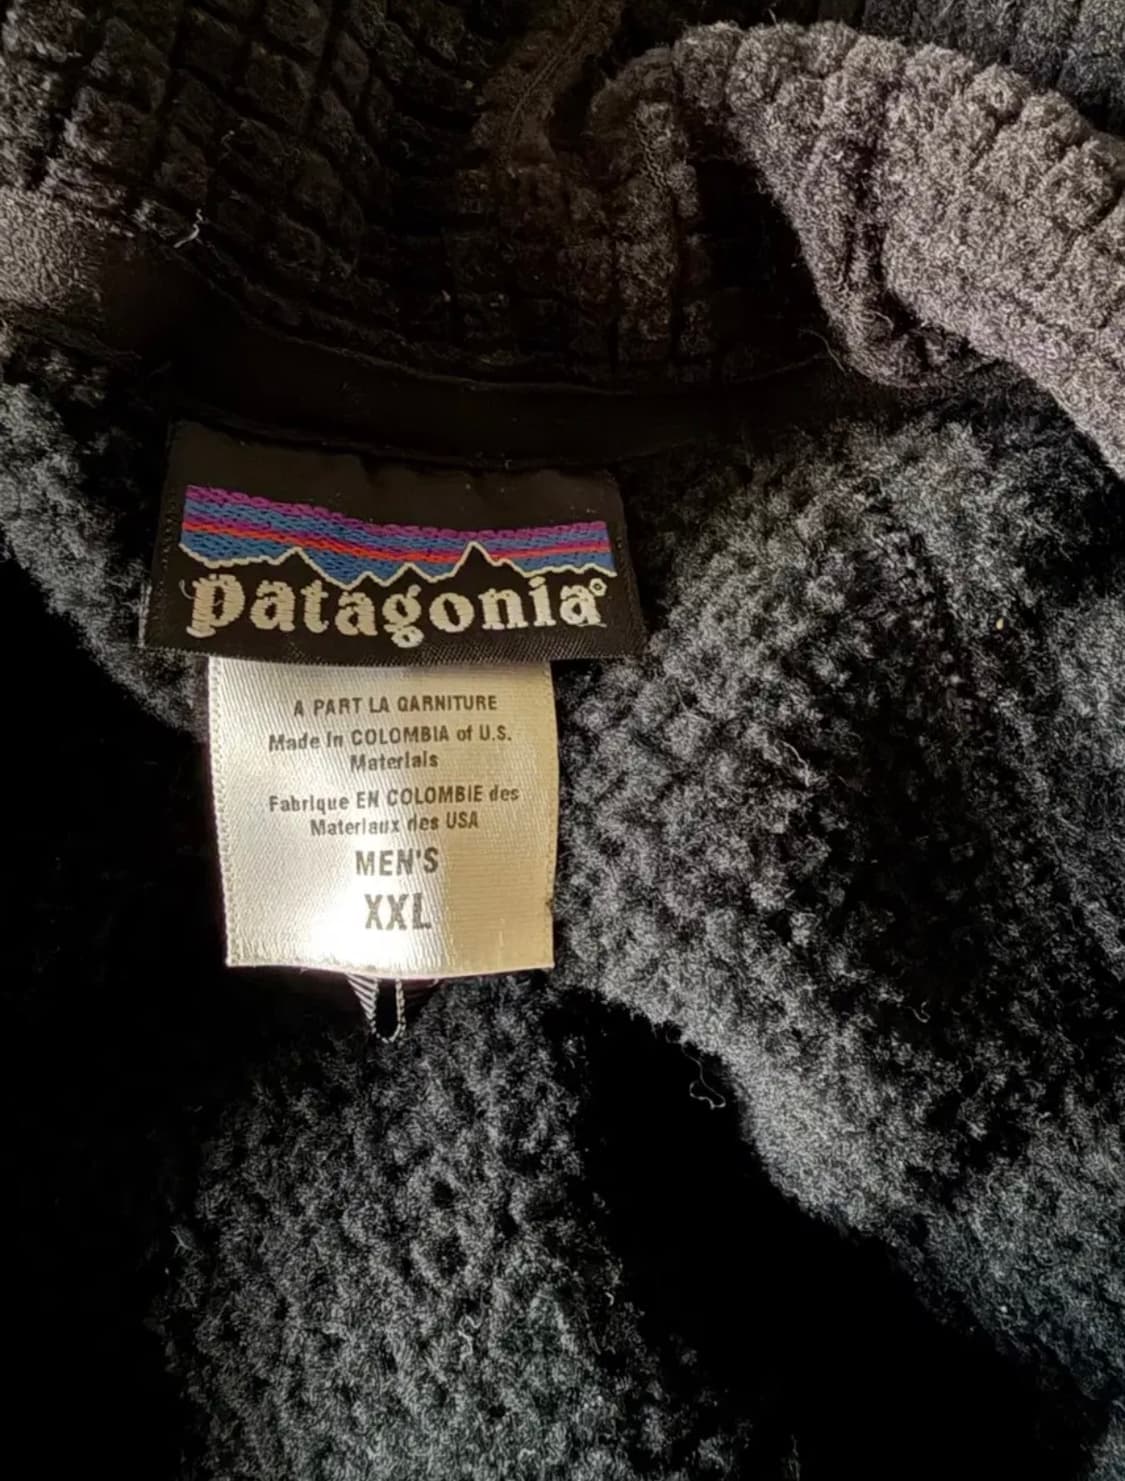 patagonia®
A PART LA GARNITURE
Made in COLOMBIA of U.S.
Materials
Fabrique EN COLOMBIE des
Materiaux des USA
MEN'S
XXL